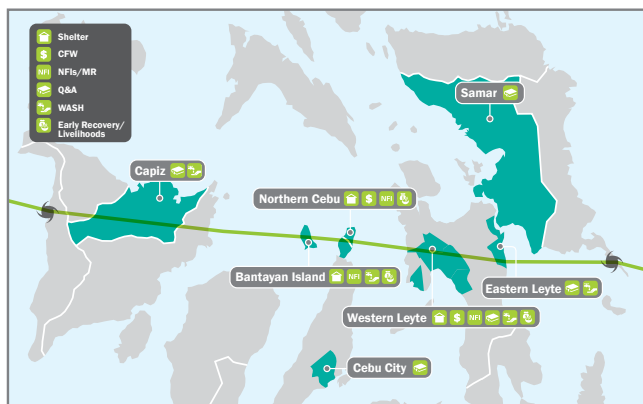 Shelter
$ CFW
NFI NFIs/MR
Q&A
WASH
Early Recovery/
Livelihoods
Samar
Capiz
Northern Cebu $ NFI
Bantayan Island NFI
Eastern Leyte
Western Leyte $ NFI
Cebu City